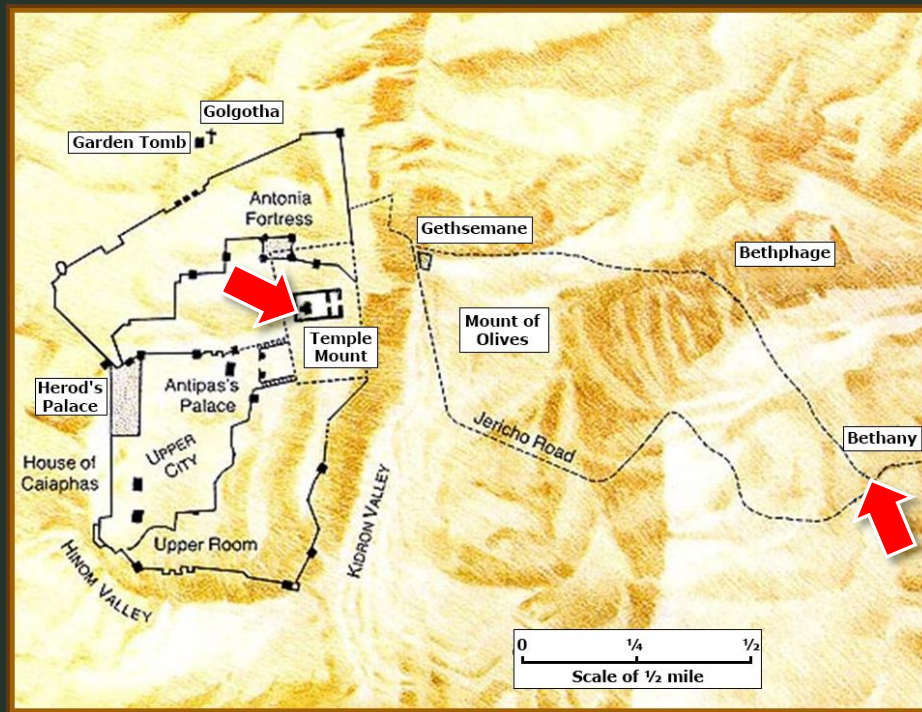 Golgotha
Garden Tomb
Antonia
Fortress
Gethsemane
Bethphage
Mount of
Olives
Temple
Mount
Herod's
Palace
Antipas's
Palace
Jericho Road
Bethany
UPPER
CITY
House of
Caiaphas
KIDRON VALLEY
Upper Room
HINOM VALLEY
0 ¼ ½
Scale of ½ mile